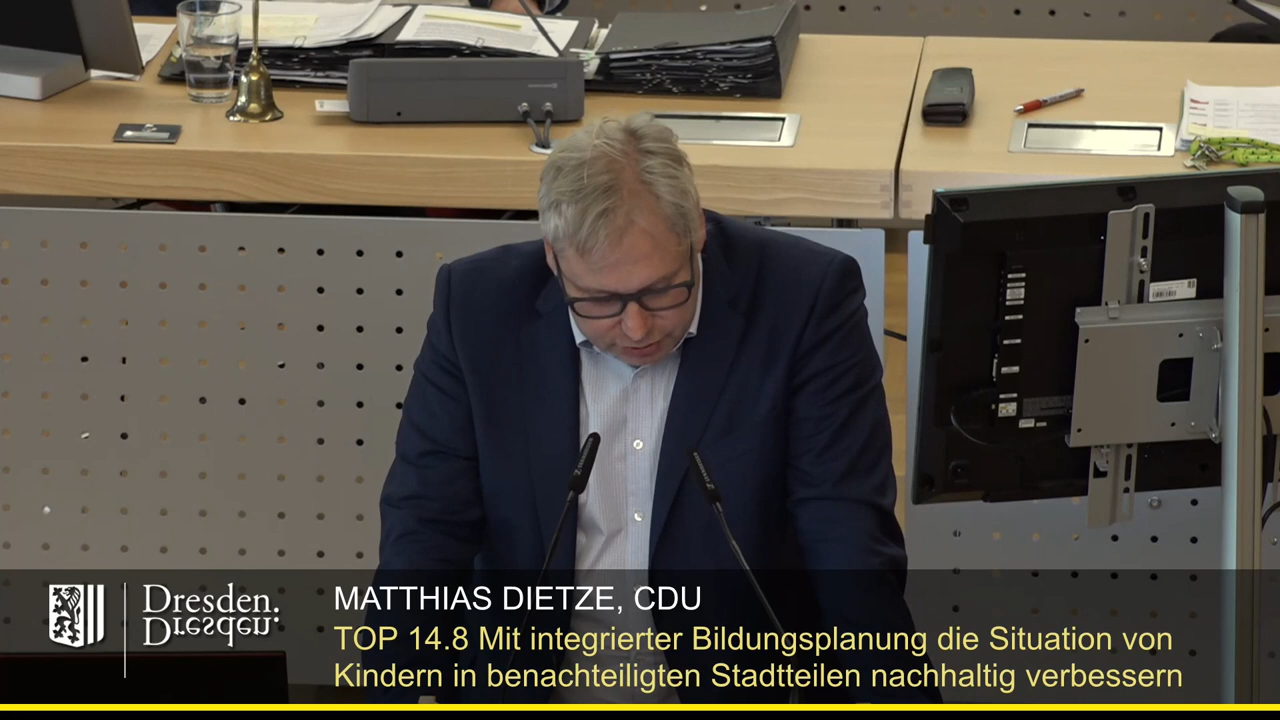 Dresden.
Dresden.
MATTHIAS DIETZE, CDU
TOP 14.8 Mit integrierter Bildungsplanung die Situation von
Kindern in benachteiligten Stadtteilen nachhaltig verbessern